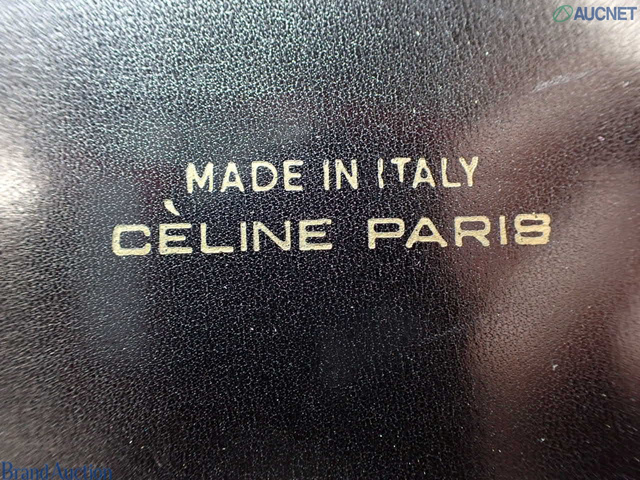 AUCNET
MADE IN ITALY
CÈLINE PARIS
Brand Auction